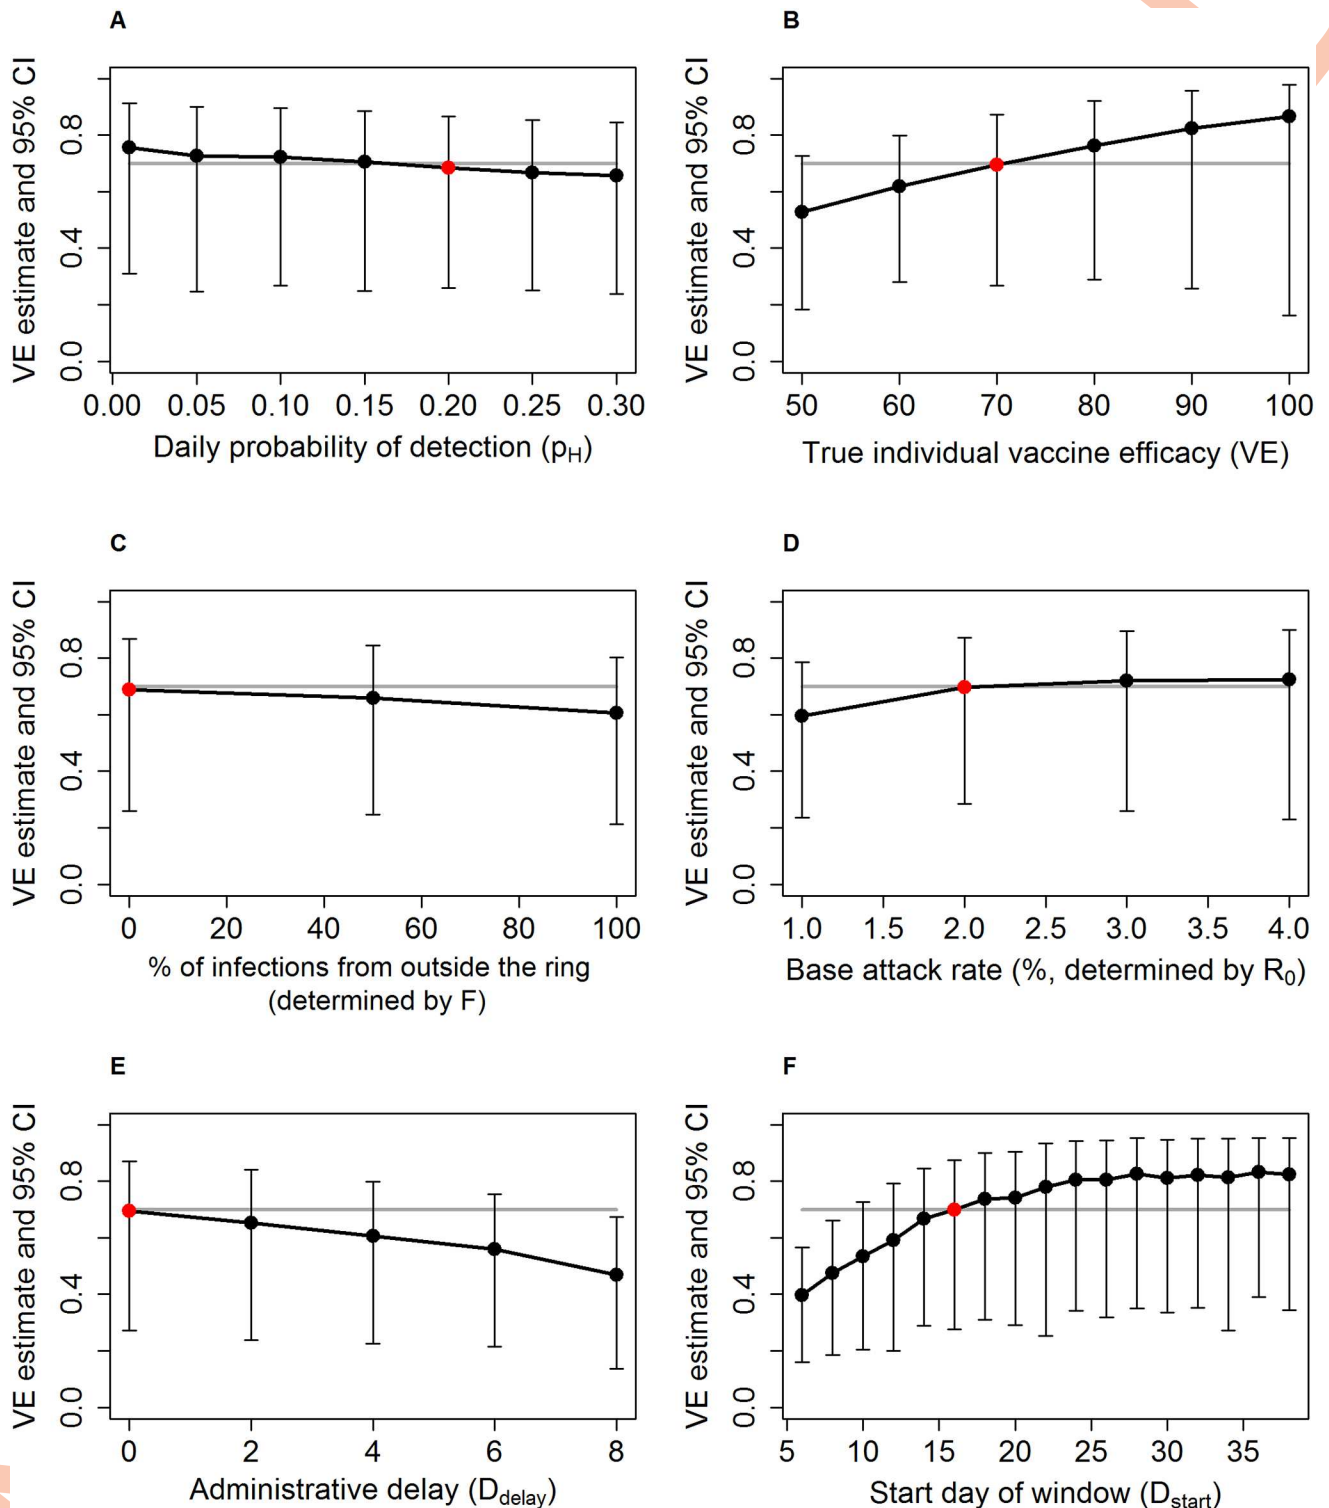 A
VE estimate and 95% CI
0.0 0.4 0.8
0.00 0.05 0.10 0.15 0.20 0.25 0.30
Daily probability of detection (pH)
B
VE estimate and 95% CI
0.0 0.4 0.8
50 60 70 80 90 100
True individual vaccine efficacy (VE)
C
VE estimate and 95% CI
0.0 0.4 0.8
0 20 40 60 80 100
% of infections from outside the ring
(determined by F)
D
VE estimate and 95% CI
0.0 0.4 0.8
1.0 1.5 2.0 2.5 3.0 3.5 4.0
Base attack rate (%, determined by R0)
E
VE estimate and 95% CI
0.0 0.4 0.8
0 2 4 6 8
Administrative delay (Ddelay)
F
VE estimate and 95% CI
0.0 0.4 0.8
5 10 15 20 25 30 35
Start day of window (Dstart)